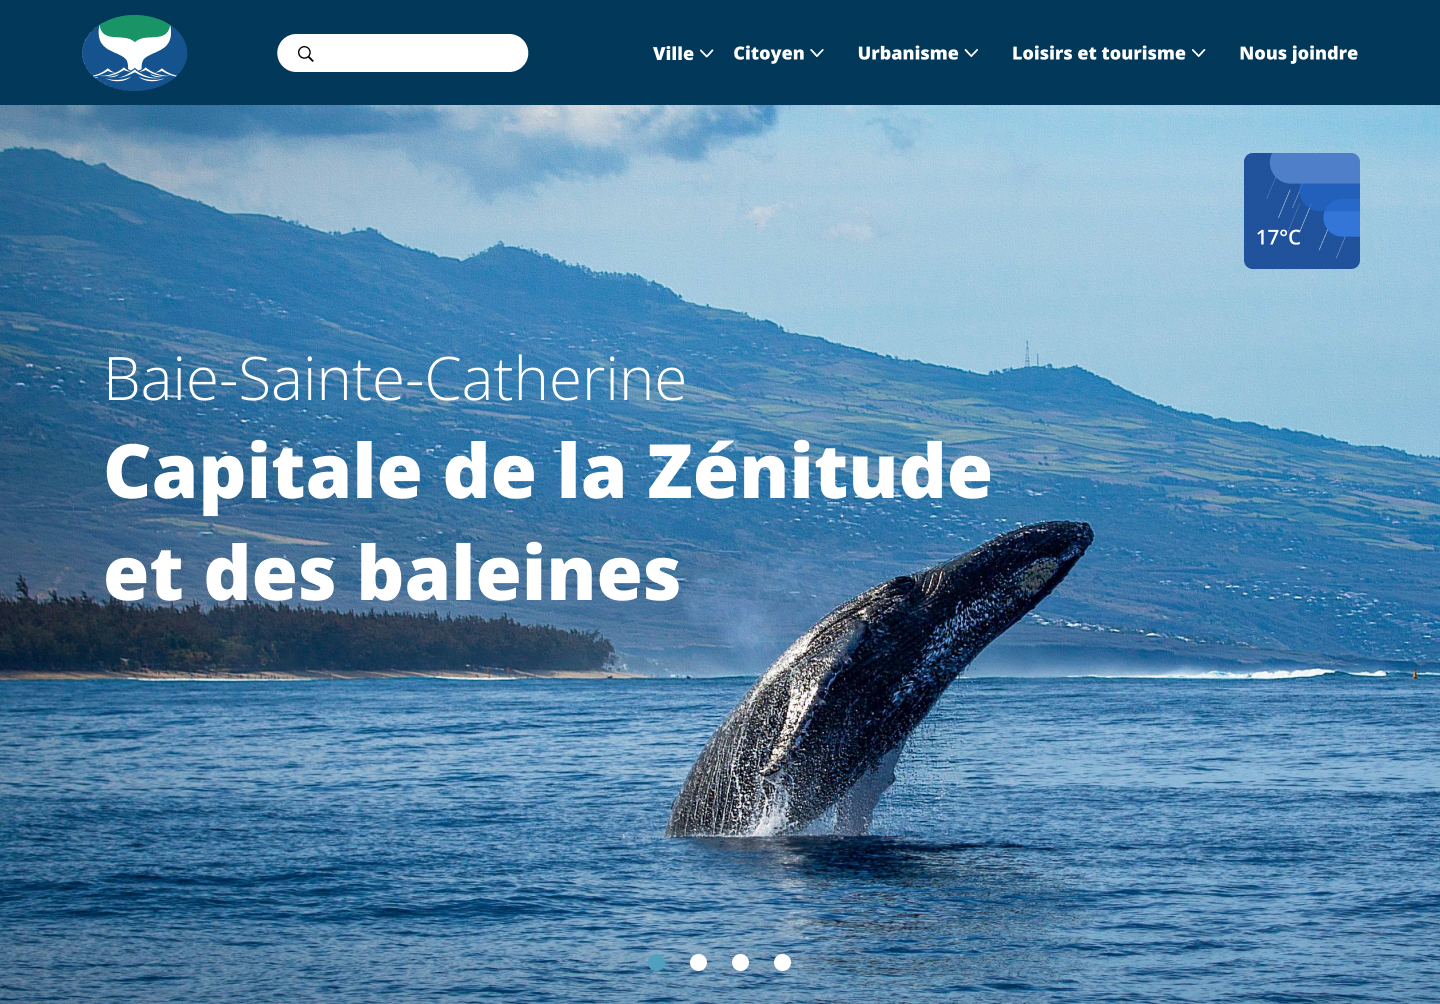 Ville
Citoyen
Urbanisme
Loisirs et tourisme
Nous joindre
17°C
Baie-Sainte-Catherine
Capitale de la Zénitude
et des baleines